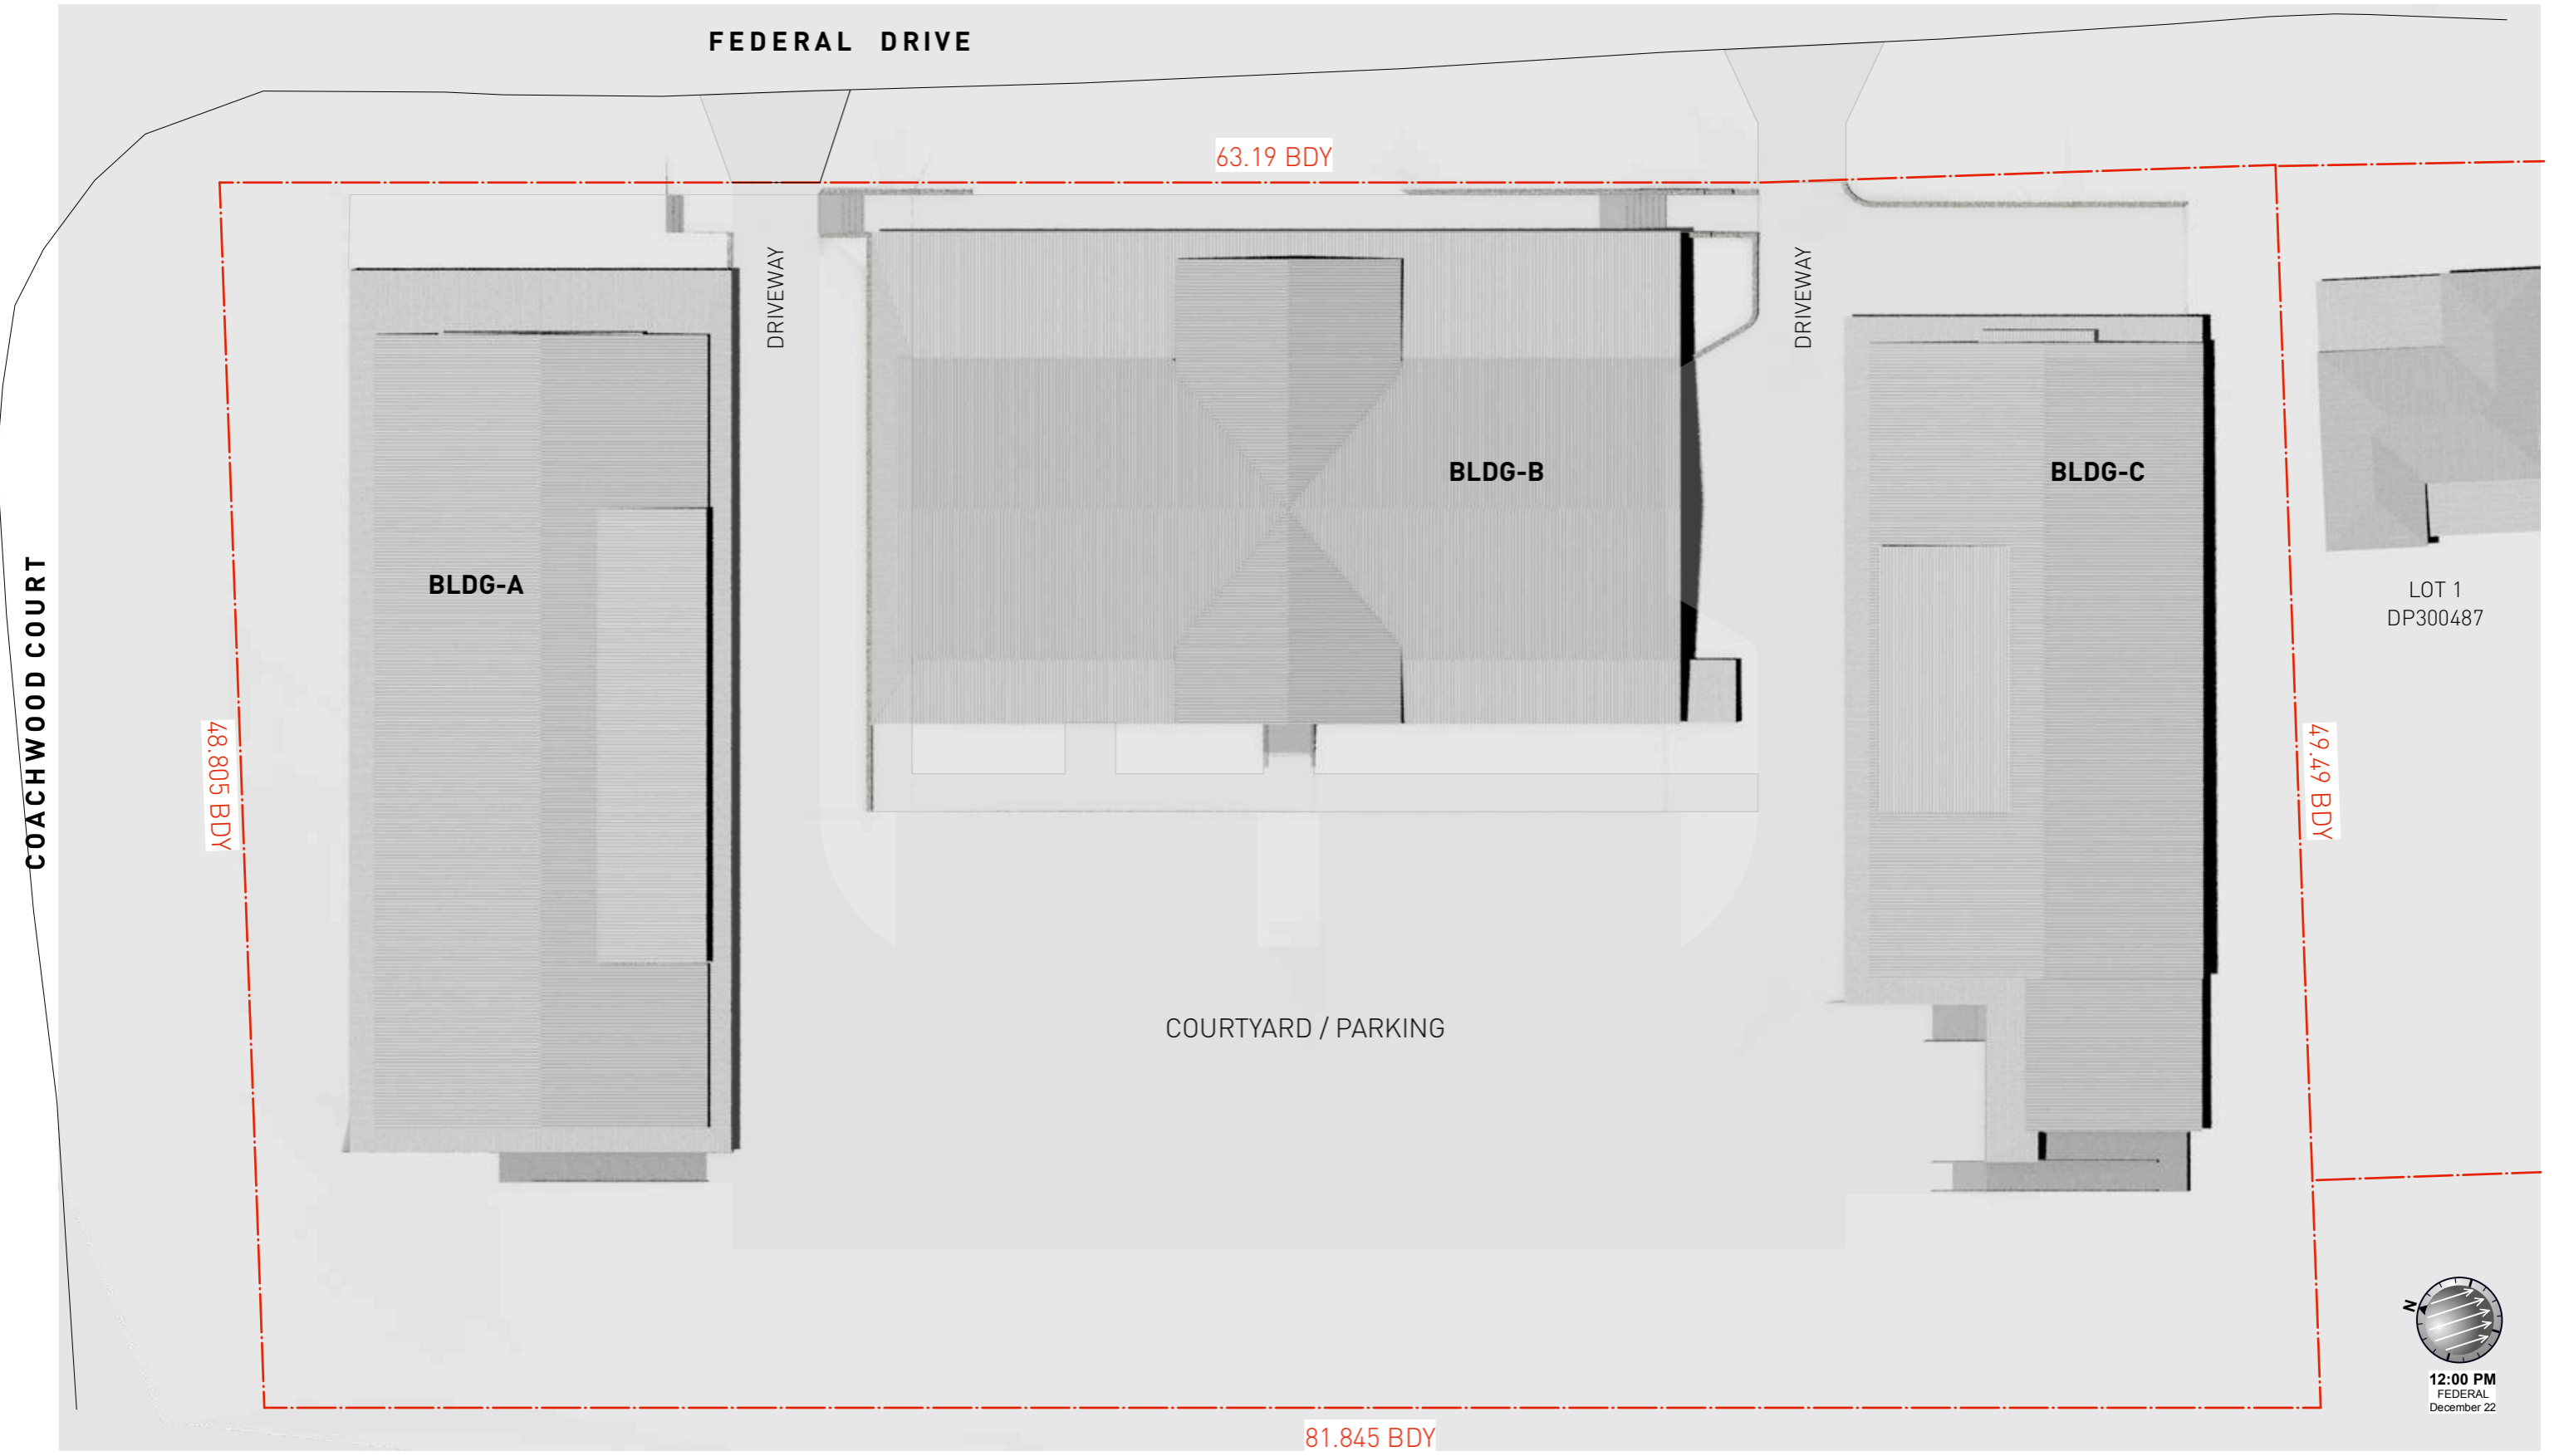 FEDERAL DRIVE
63.19 BDY
DRIVEWAY
DRIVEWAY
BLDG-B
BLDG-C
BLDG-A
COACHWOOD COURT
LOT 1
DP300487
48.805 BDY
49.49 BDY
COURTYARD / PARKING
N
12:00 PM
FEDERAL
December 22
81.845 BDY